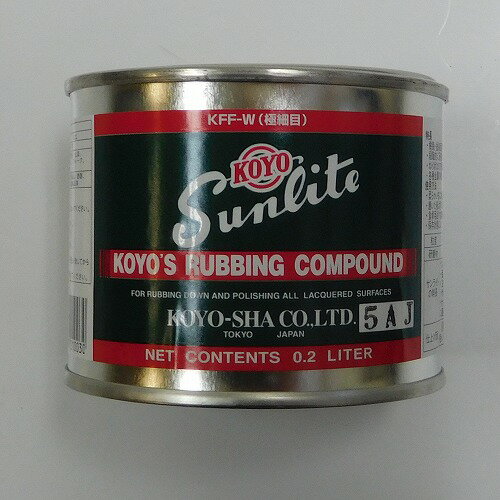 KFF-W(極細目)
KOYO
Sunlite
KOYO'S RUBBING COMPOUND
FOR RUBBING DOWN AND POLISHING ALL LACQUERED SURFACES
KOYO-SHA CO.,LTD. 5AJ
TOKYO JAPAN
NET CONTENTS 0.2 LITER